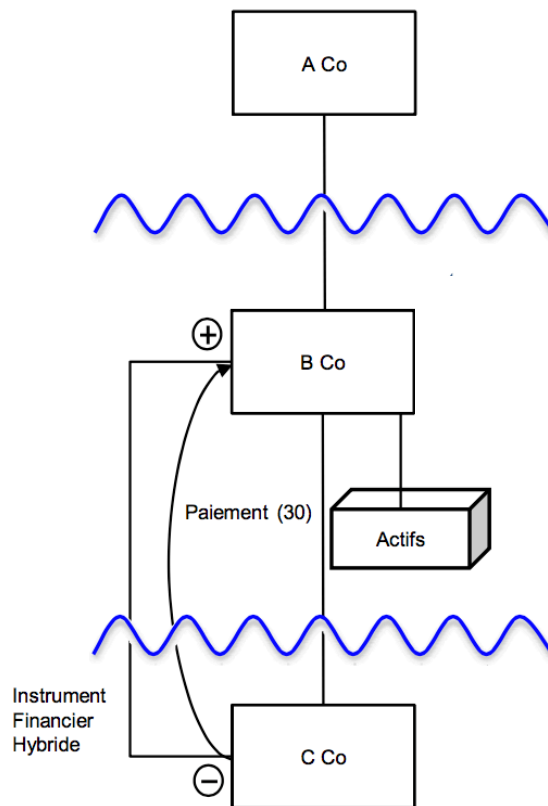 A Co
+
B Co
Paiement (30)
Actifs
Instrument
Financier
Hybride
C Co
−